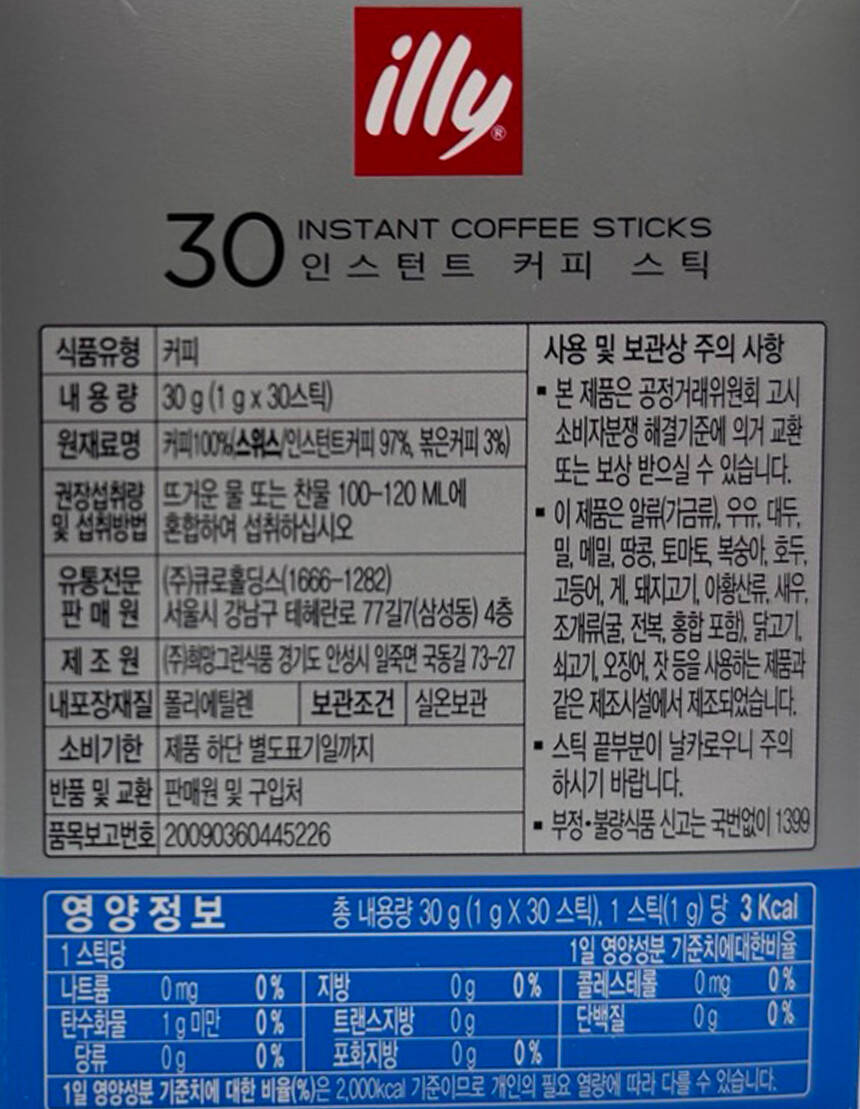 illy®
30 INSTANT COFFEE STICKS
인스턴트 커피 스틱
식품유형 커피
내용량 30 g (1 g x 30스틱)
원재료명 커피100%(스위스/인스턴트커피 97%, 볶은커피 3%)
권장섭취량 뜨거운 물 또는 찬물 100-120 ML에
및 섭취방법 혼합하여 섭취하십시오
유통전문 (주)큐로홀딩스(1666-1282)
판매원 서울시 강남구 테헤란로 77길7(삼성동) 4층
제조원 (주)희망그린식품 경기도 안성시 일죽면 국동길 73-27
내포장재질 폴리에틸렌 보관조건 실온보관
소비기한 제품 하단 별도표기일까지
반품 및 교환 판매원 및 구입처
품목보고번호 20090360445226
사용 및 보관상 주의 사항
▪ 본 제품은 공정거래위원회 고시
소비자분쟁 해결기준에 의거 교환
또는 보상 받으실 수 있습니다.
▪ 이 제품은 알류(가금류), 우유, 대두,
밀, 메밀, 땅콩, 토마토, 복숭아, 호두,
고등어, 게, 돼지고기, 아황산류, 새우,
조개류(굴, 전복, 홍합 포함), 닭고기,
쇠고기, 오징어, 잣 등을 사용하는 제품과
같은 제조시설에서 제조되었습니다.
▪ 스틱 끝부분이 날카로우니 주의
하시기 바랍니다.
▪ 부정·불량식품 신고는 국번없이 1399
영양정보 총 내용량 30 g (1 g X 30 스틱), 1 스틱(1 g) 당 3 Kcal
1 스틱당 1일 영양성분 기준치에대한비율
나트륨 0 mg 0% 지방 0g 0% 콜레스테롤 0 mg 0%
탄수화물 1 g 미만 0% 트랜스지방 0g 단백질 0g 0%
당류 0g 0% 포화지방 0g 0%
1일 영양성분 기준치에 대한 비율(%)은 2,000kcal 기준이므로 개인의 필요 열량에 따라 다를 수 있습니다.